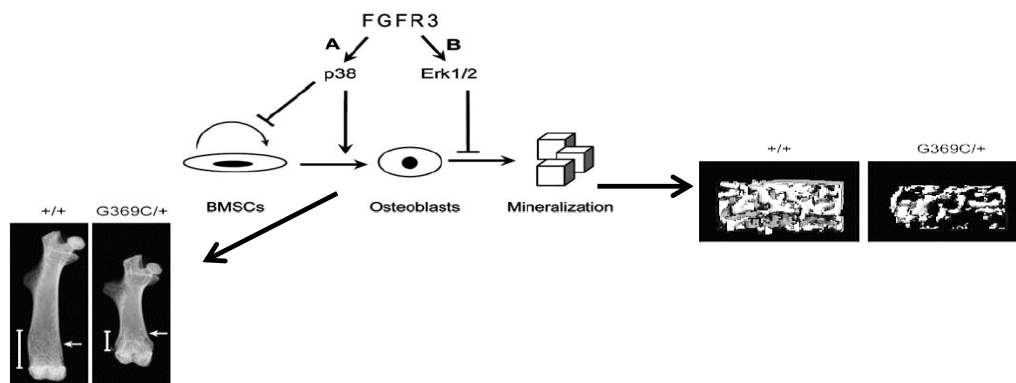 FGFR3
A B
p38 Erk1/2
BMSCs Osteoblasts Mineralization
+/+ G369C/+
+/+ G369C/+